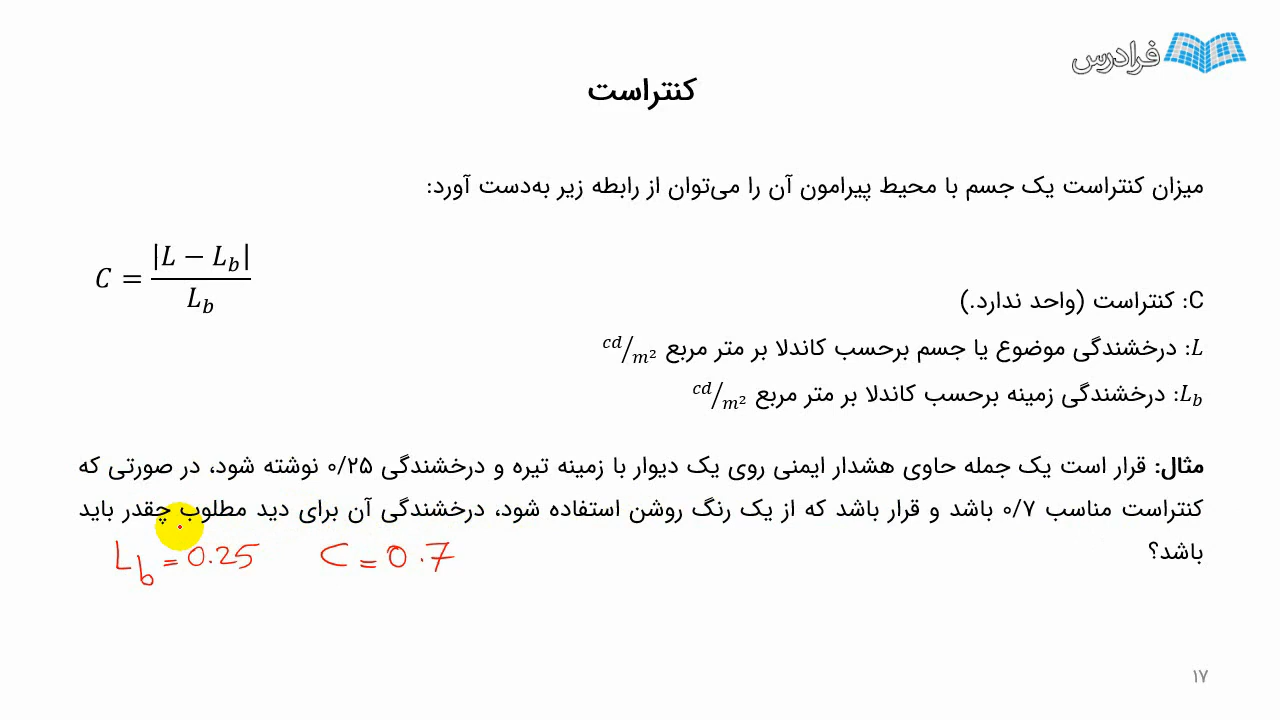 فرادرس
کنتراست
میزان کنتراست یک جسم با محیط پیرامون آن را می‌توان از رابطه زیر به‌دست آورد:
C = |L − L_b| / L_b
C: کنتراست (واحد ندارد.)
L: درخشندگی موضوع یا جسم برحسب کاندلا بر متر مربع cd/m²
L_b: درخشندگی زمینه برحسب کاندلا بر متر مربع cd/m²
مثال: قرار است یک جمله حاوی هشدار ایمنی روی یک دیوار با زمینه تیره و درخشندگی ۰/۲۵ نوشته شود، در صورتی که
کنتراست مناسب ۰/۷ باشد و قرار باشد که از یک رنگ روشن استفاده شود، درخشندگی آن برای دید مطلوب چقدر باید
باشد؟
L_b = 0.25 C = 0.7
۱۷